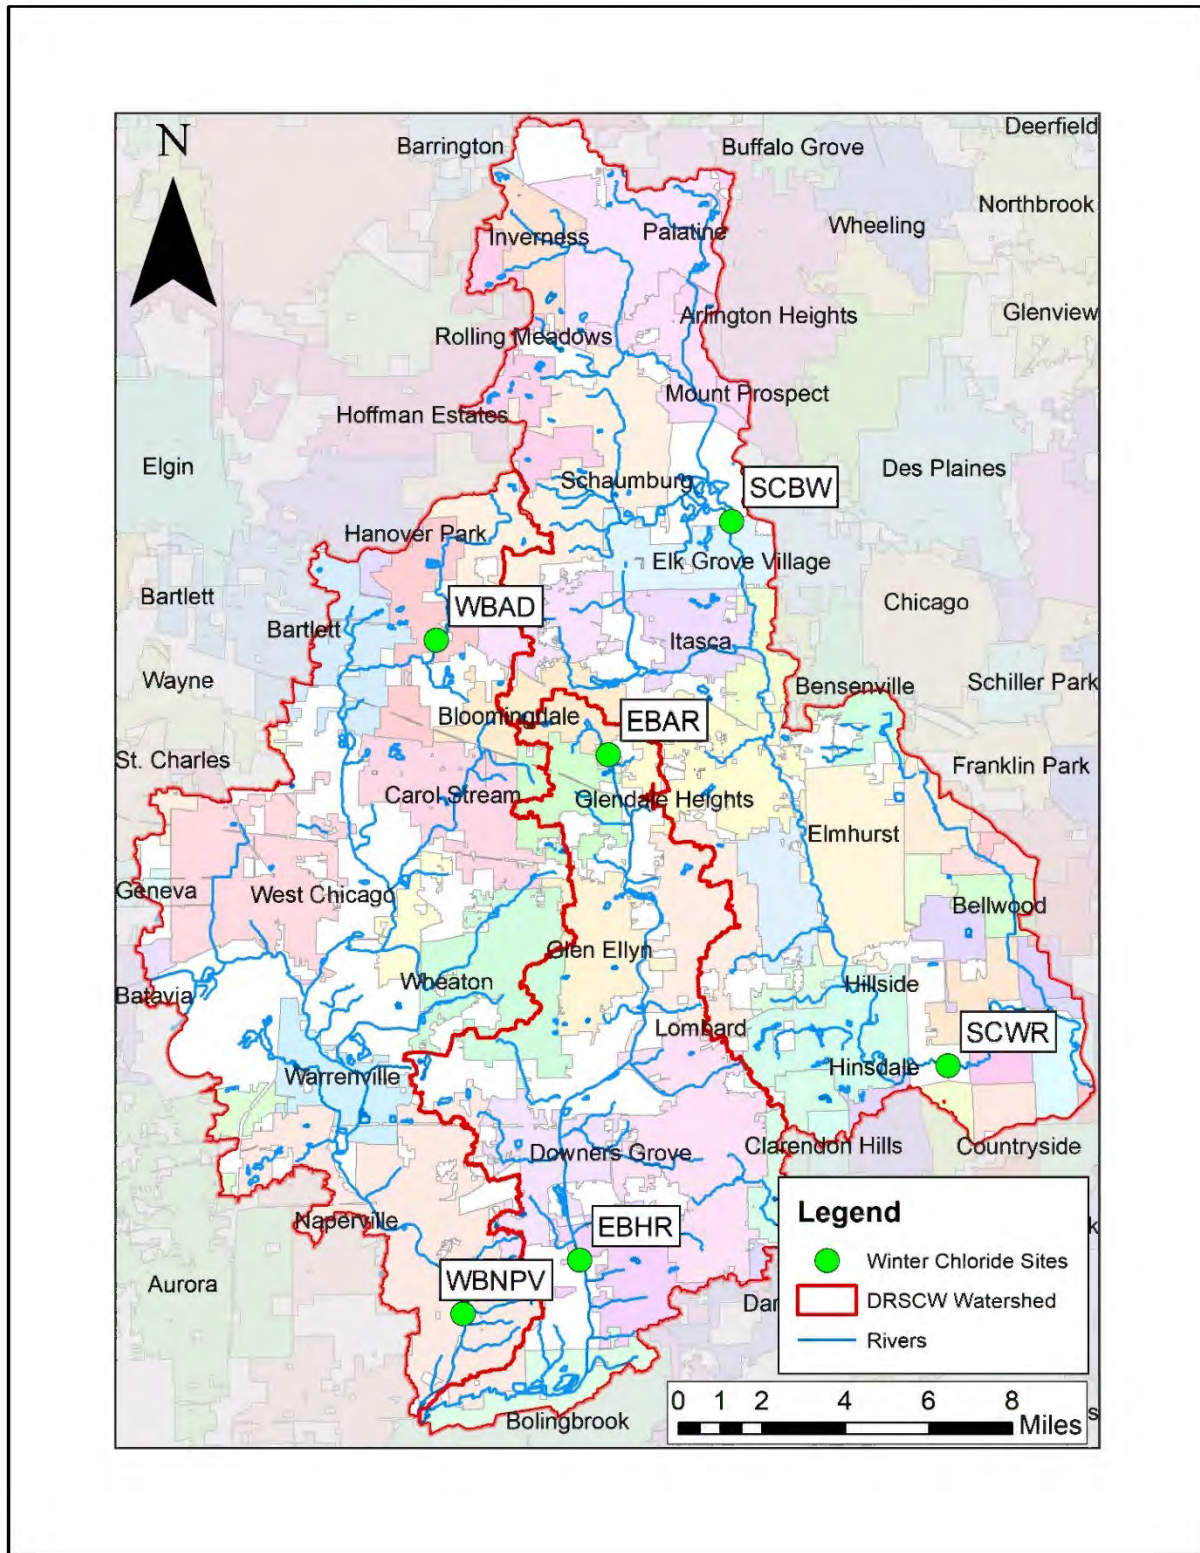 Deerfield
Barrington
Buffalo Grove
N
Northbrook
Wheeling
Palatine
Inverness
Glenview
Arlington Heights
Rolling Meadows
Mount Prospect
Hoffman Estates
Elgin
Des Plaines
Schaumburg
SCBW
Hanover Park
Elk Grove Village
Bartlett
WBAD
Chicago
Bartlett
Itasca
Wayne
Schiller Park
Bensenville
Bloomingdale
EBAR
St. Charles
Franklin Park
Carol Stream
Glendale Heights
Elmhurst
Geneva
West Chicago
Bellwood
Glen Ellyn
Wheaton
Hillside
Batavia
Lombard
SCWR
Hinsdale
Warrenville
Downers Grove
Clarendon Hills
Countryside
Naperville
EBHR
Legend
Winter Chloride Sites
DRSCW Watershed
Rivers
WBNPV
Aurora
Dar
k
0 1 2 4 6 8
Miles
s
Bolingbrook